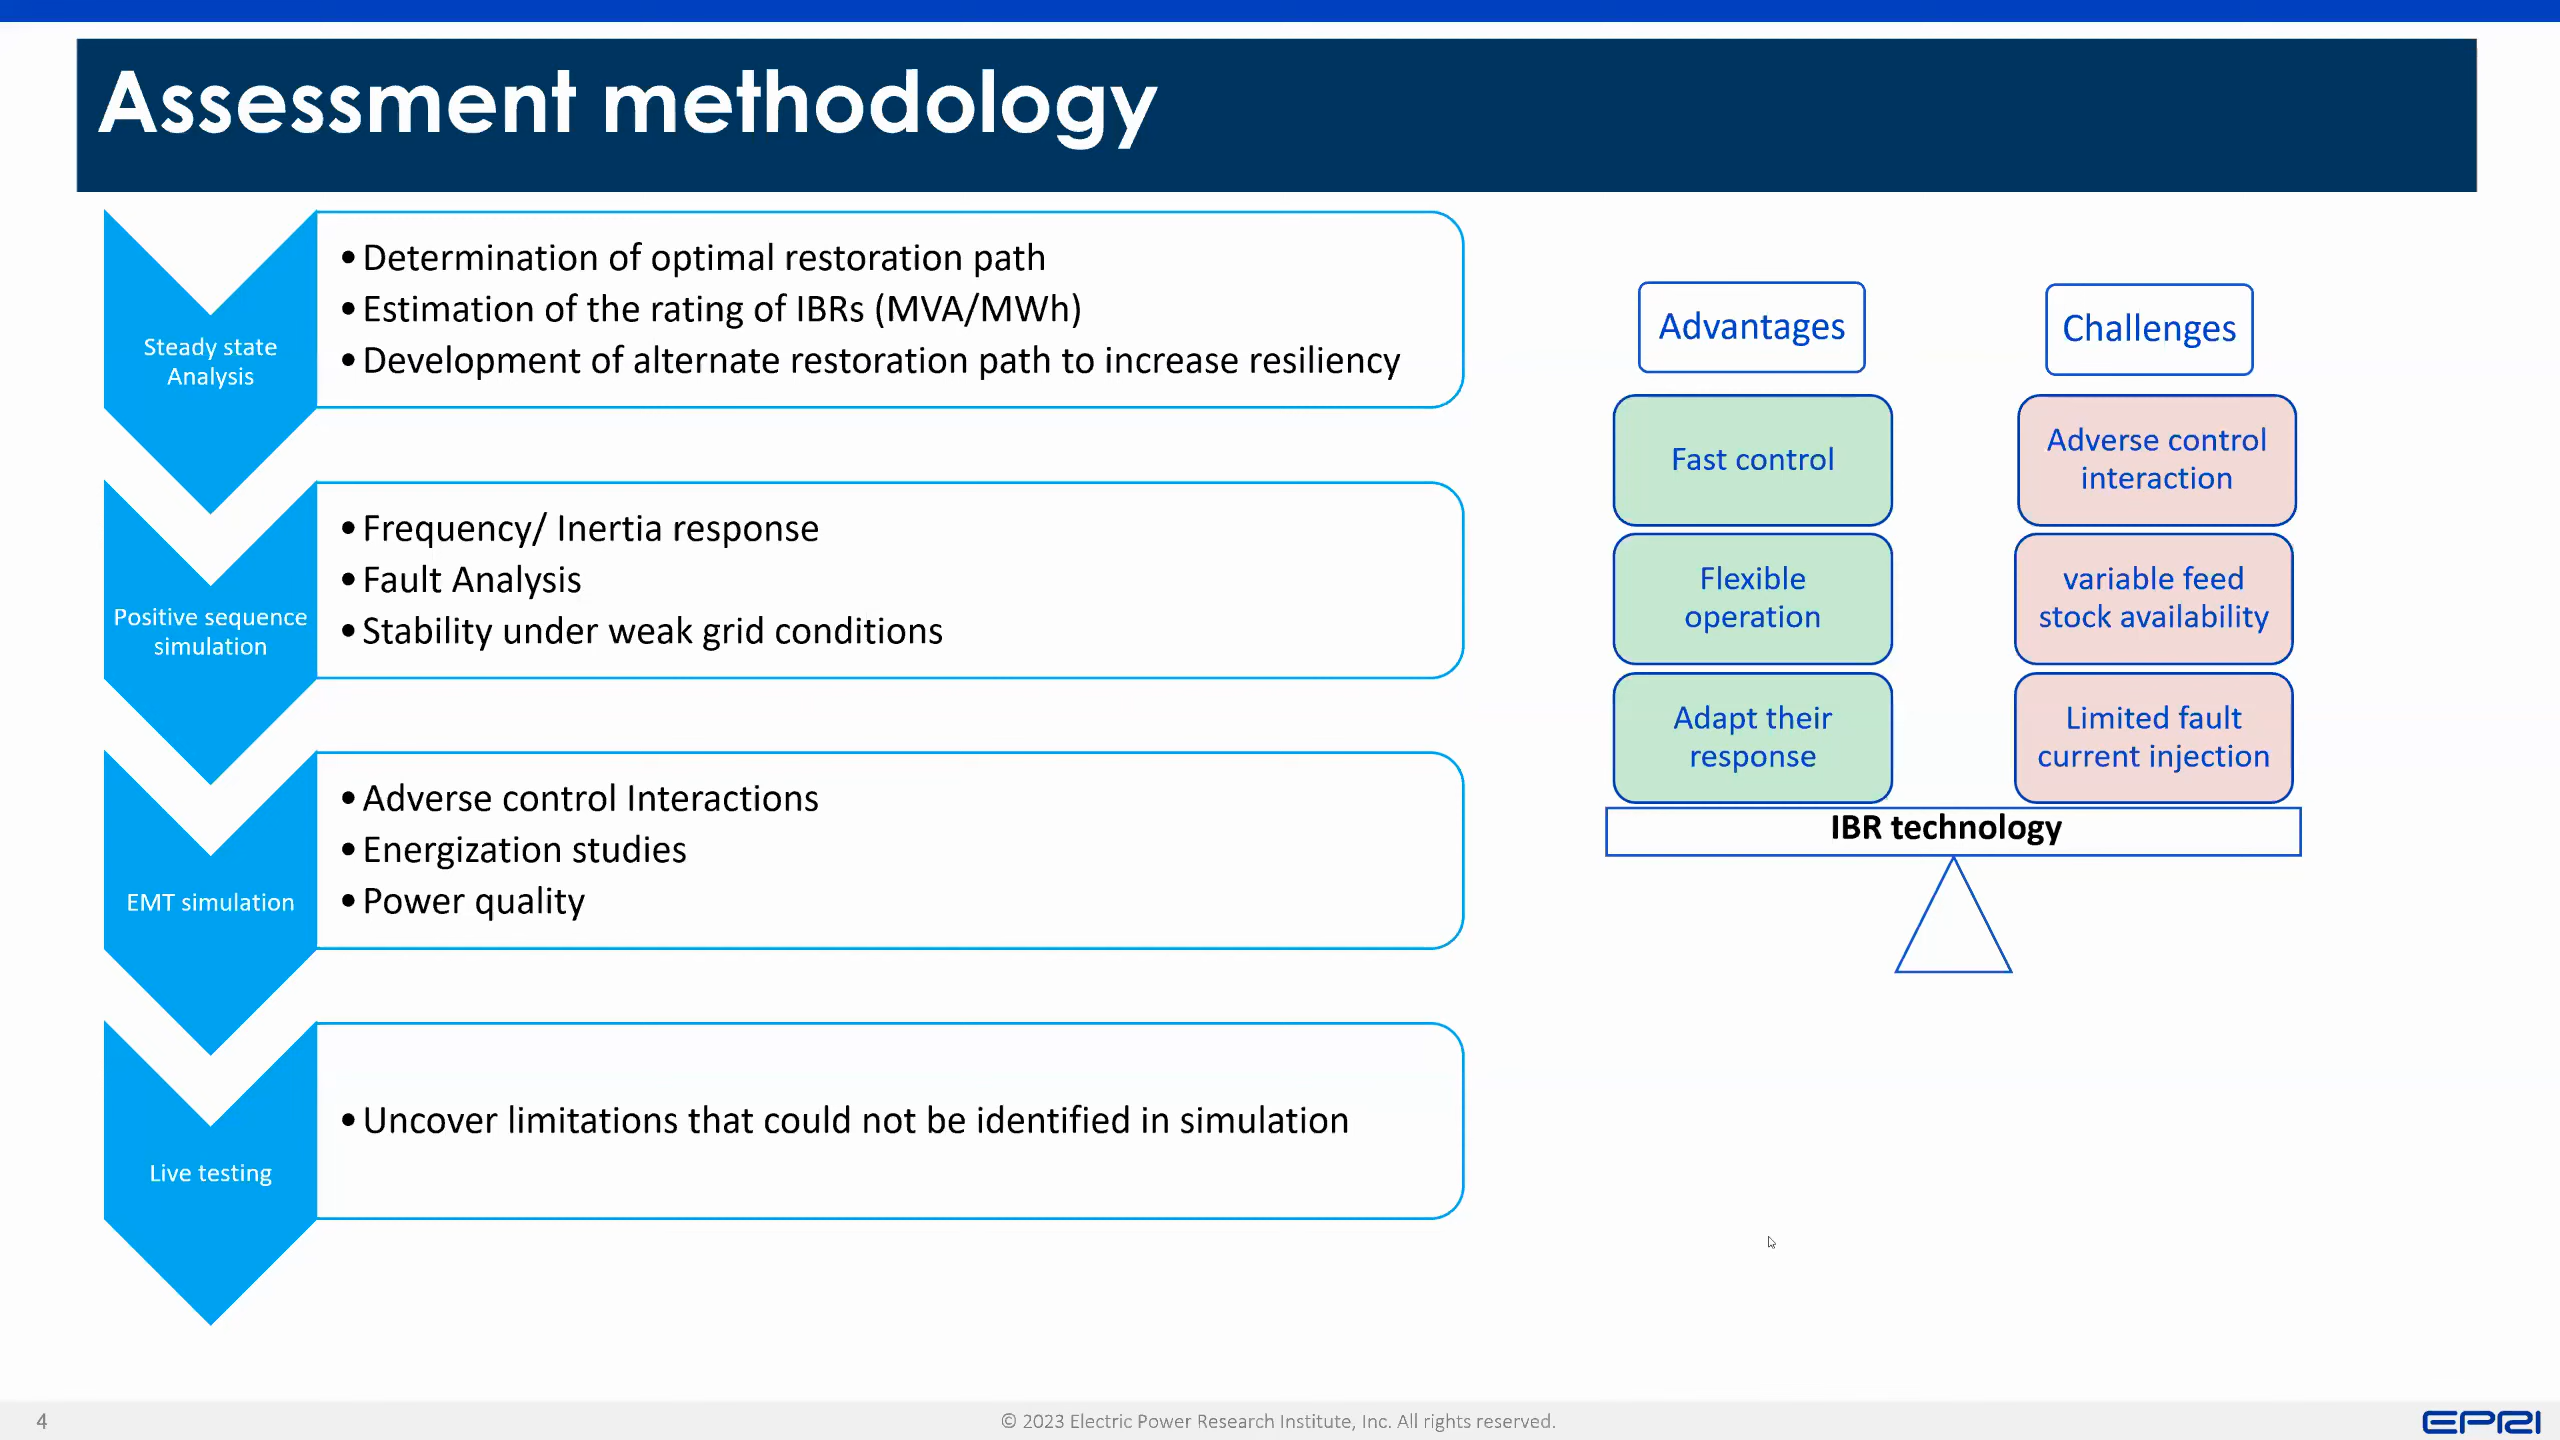 Assessment methodology
Steady state
Analysis
•Determination of optimal restoration path
•Estimation of the rating of IBRs (MVA/MWh)
•Development of alternate restoration path to increase resiliency
Positive sequence
simulation
•Frequency/ Inertia response
•Fault Analysis
•Stability under weak grid conditions
EMT simulation
•Adverse control Interactions
•Energization studies
•Power quality
Live testing
•Uncover limitations that could not be identified in simulation
Advantages
Fast control
Flexible
operation
Adapt their
response
Challenges
Adverse control
interaction
variable feed
stock availability
Limited fault
current injection
IBR technology
4
© 2023 Electric Power Research Institute, Inc. All rights reserved.
EPRI